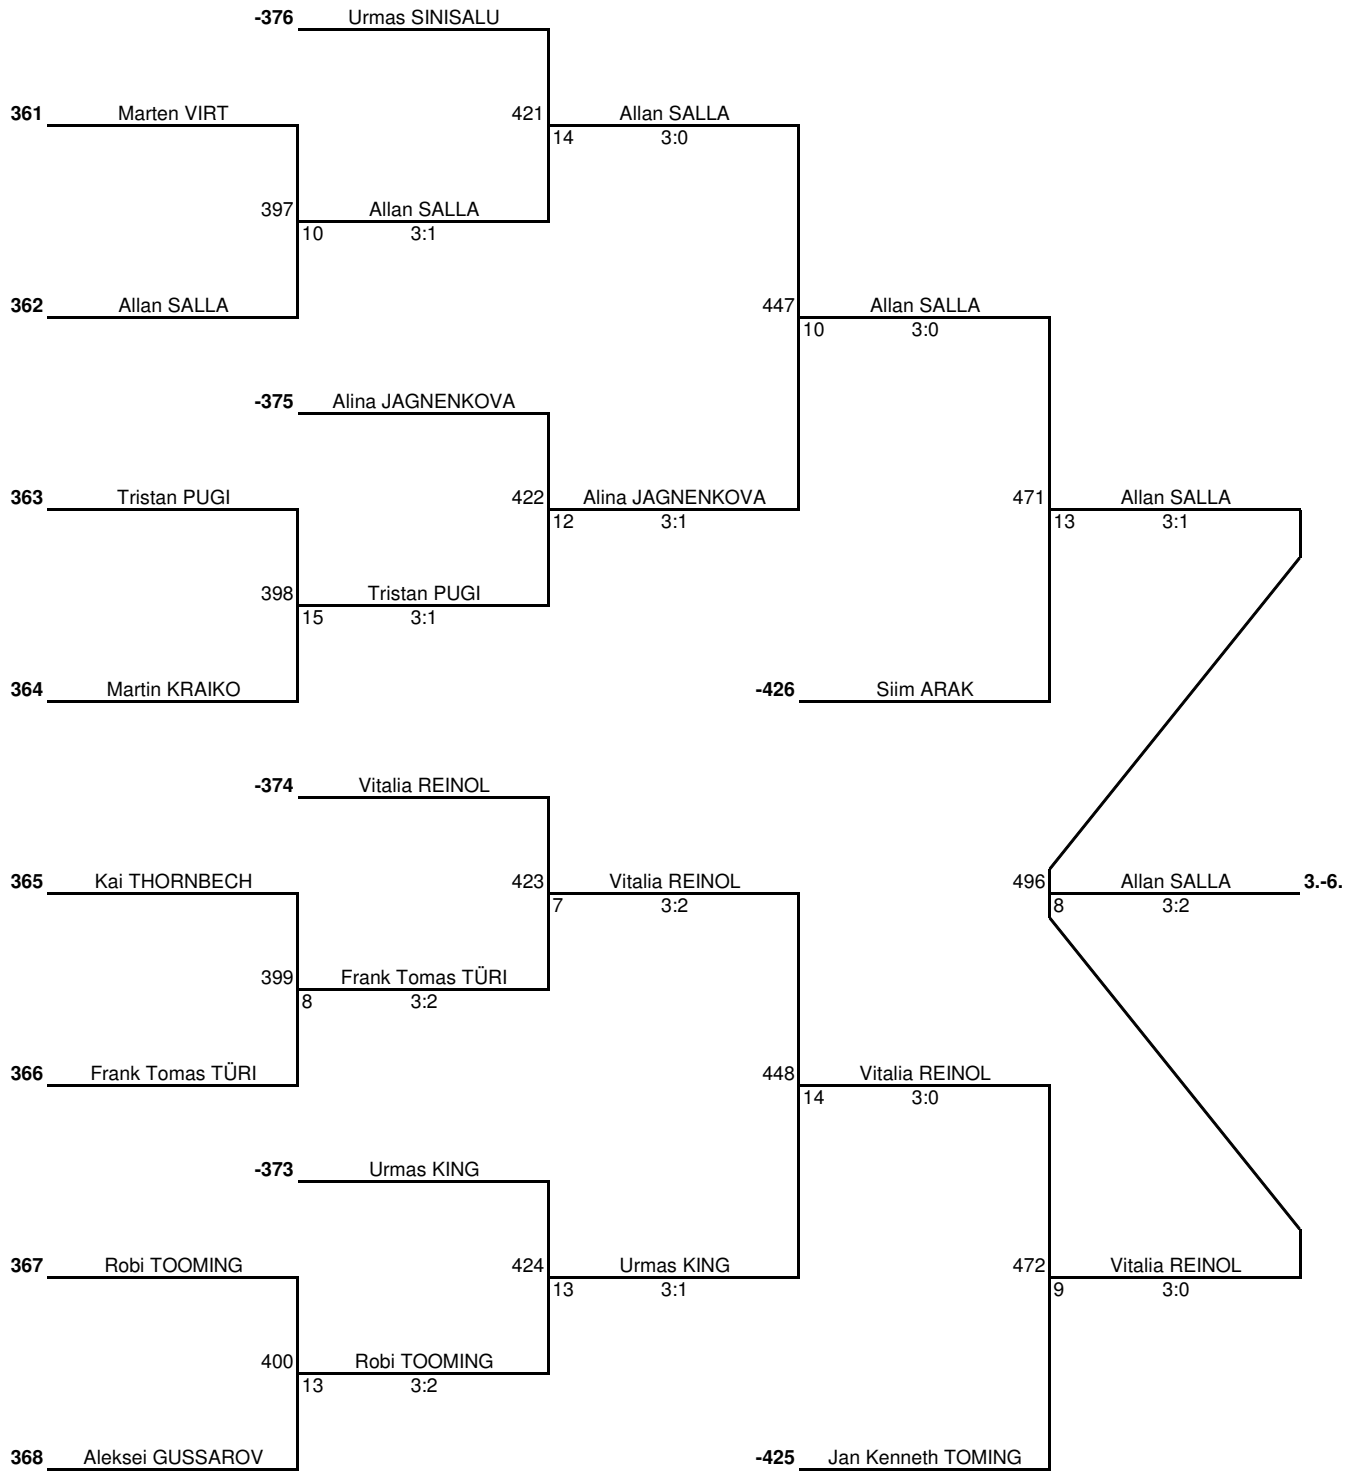 -376 Urmas SINISALU
361 Marten VIRT 421 Allan SALLA
14 3:0
397 Allan SALLA
10 3:1
362 Allan SALLA 447 Allan SALLA
10 3:0
-375 Alina JAGNENKOVA
363 Tristan PUGI 422 Alina JAGNENKOVA 471 Allan SALLA
12 3:1 13 3:1
398 Tristan PUGI
15 3:1
364 Martin KRAIKO -426 Siim ARAK
-374 Vitalia REINOL
365 Kai THORNBECH 423 Vitalia REINOL 496 Allan SALLA 3.-6.
7 3:2 8 3:2
399 Frank Tomas TÜRI
8 3:2
366 Frank Tomas TÜRI 448 Vitalia REINOL
14 3:0
-373 Urmas KING
367 Robi TOOMING 424 Urmas KING 472 Vitalia REINOL
13 3:1 9 3:0
400 Robi TOOMING
13 3:2
368 Aleksei GUSSAROV -425 Jan Kenneth TOMING